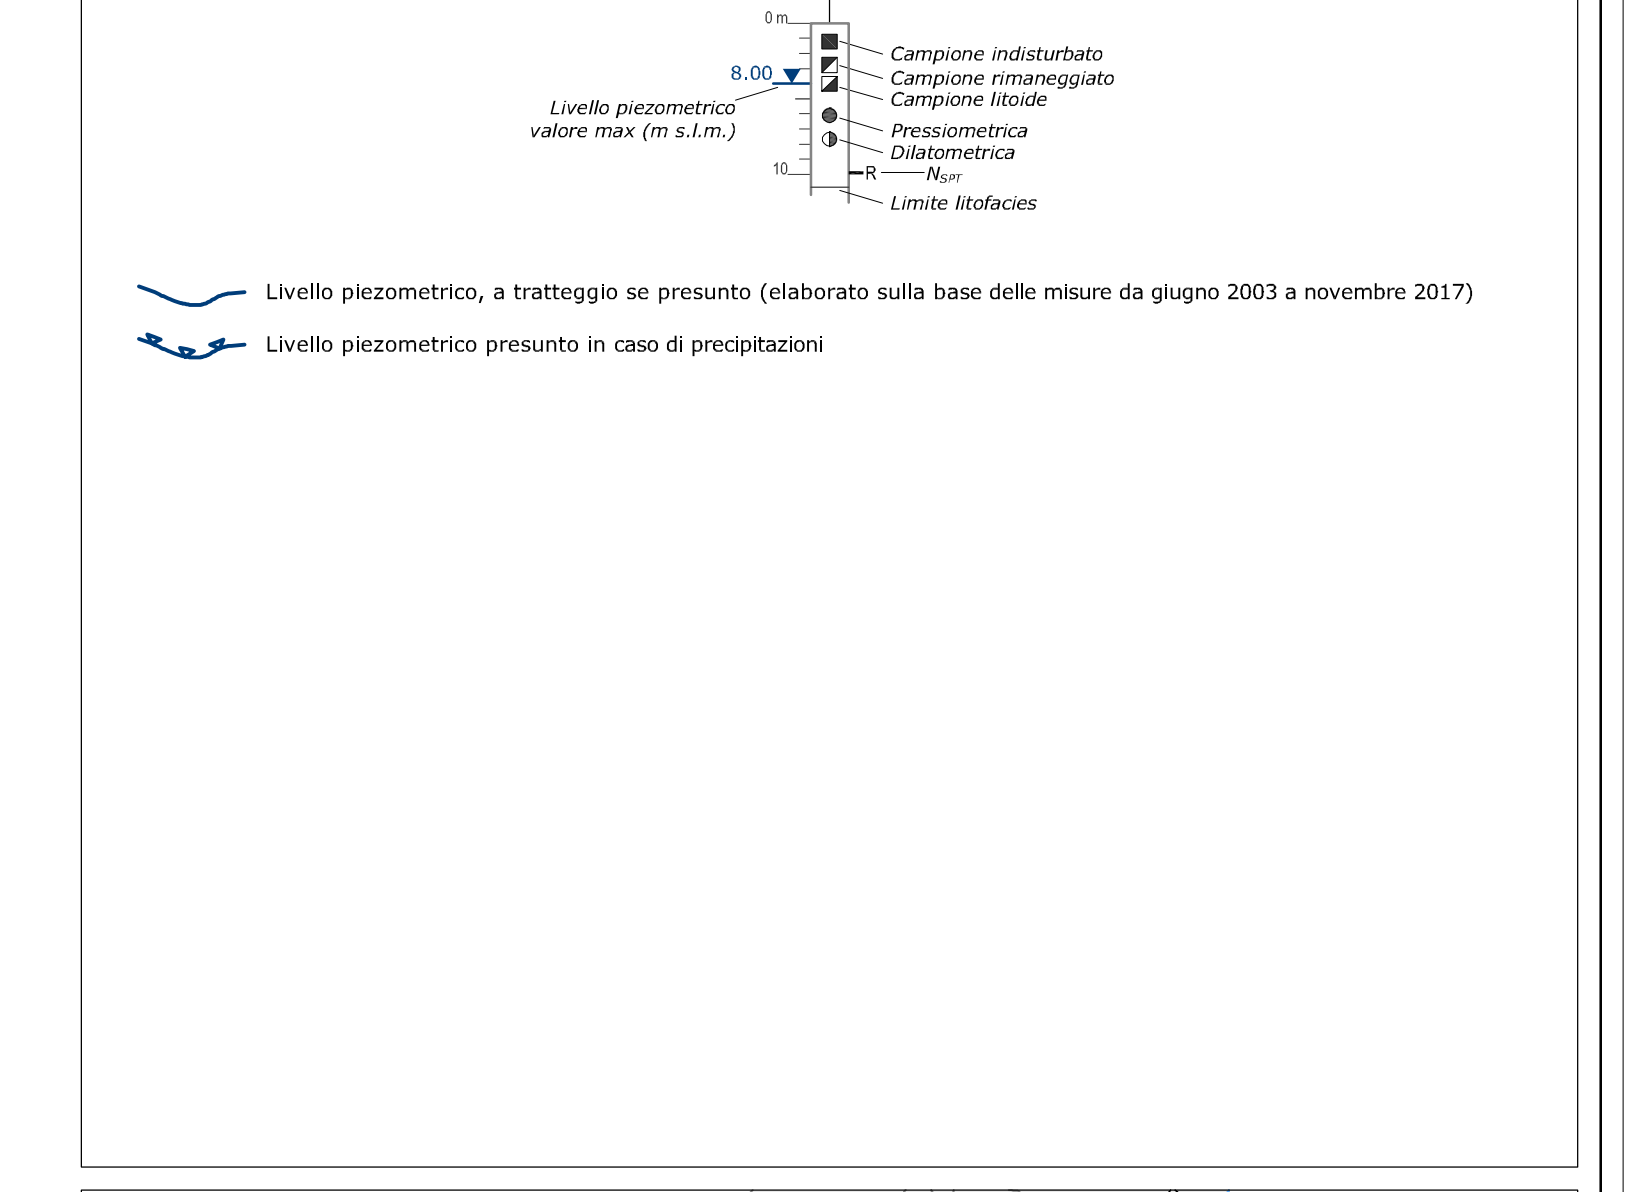 0 m
Campione indisturbato
8.00
Campione rimaneggiato
Campione litoide
Livello piezometrico
valore max (m s.l.m.)
Pressiometrica
Dilatometrica
10
R
NSPT
Limite litofacies
Livello piezometrico, a tratteggio se presunto (elaborato sulla base delle misure da giugno 2003 a novembre 2017)
Livello piezometrico presunto in caso di precipitazioni